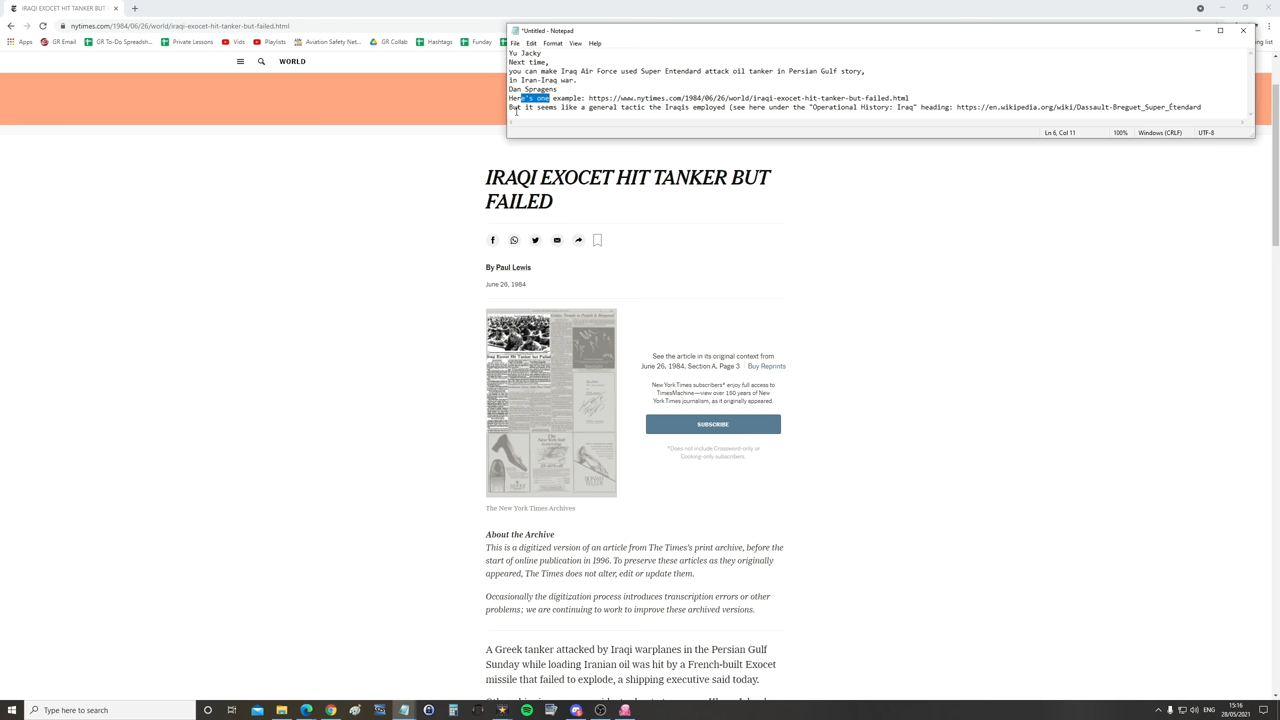 IRAQI EXOCET HIT TANKER BUT
nytimes.com/1984/06/26/world/iraqi-exocet-hit-tanker-but-failed.html
Apps GR Email GR To-Do Spreadsh... Private Lessons Vids Playlists Aviation Safety Net... GR Collab Hashtags Funday
WORLD
*Untitled - Notepad
File Edit Format View Help
Yu Jacky
Next time,
you can make Iraq Air Force used Super Entendard attack oil tanker in Persian Gulf story,
in Iran-Iraq war.
Dan Spragens
Here's one example: https://www.nytimes.com/1984/06/26/world/iraqi-exocet-hit-tanker-but-failed.html
But it seems like a general tactic the Iraqis employed (see here under the "Operational History: Iraq" heading: https://en.wikipedia.org/wiki/Dassault-Breguet_Super_Étendard
Ln 6, Col 11 100% Windows (CRLF) UTF-8
IRAQI EXOCET HIT TANKER BUT
FAILED
By Paul Lewis
June 26, 1984
See the article in its original context from
June 26, 1984, Section A, Page 3 Buy Reprints
New York Times subscribers* enjoy full access to
TimesMachine—view over 150 years of New
York Times journalism, as it originally appeared.
SUBSCRIBE
*Does not include Crossword-only or
Cooking-only subscribers.
The New York Times Archives
About the Archive
This is a digitized version of an article from The Times's print archive, before the
start of online publication in 1996. To preserve these articles as they originally
appeared, The Times does not alter, edit or update them.
Occasionally the digitization process introduces transcription errors or other
problems; we are continuing to work to improve these archived versions.
A Greek tanker attacked by Iraqi warplanes in the Persian Gulf
Sunday while loading Iranian oil was hit by a French-built Exocet
missile that failed to explode, a shipping executive said today.
Type here to search
ENG
15:16
28/05/2021